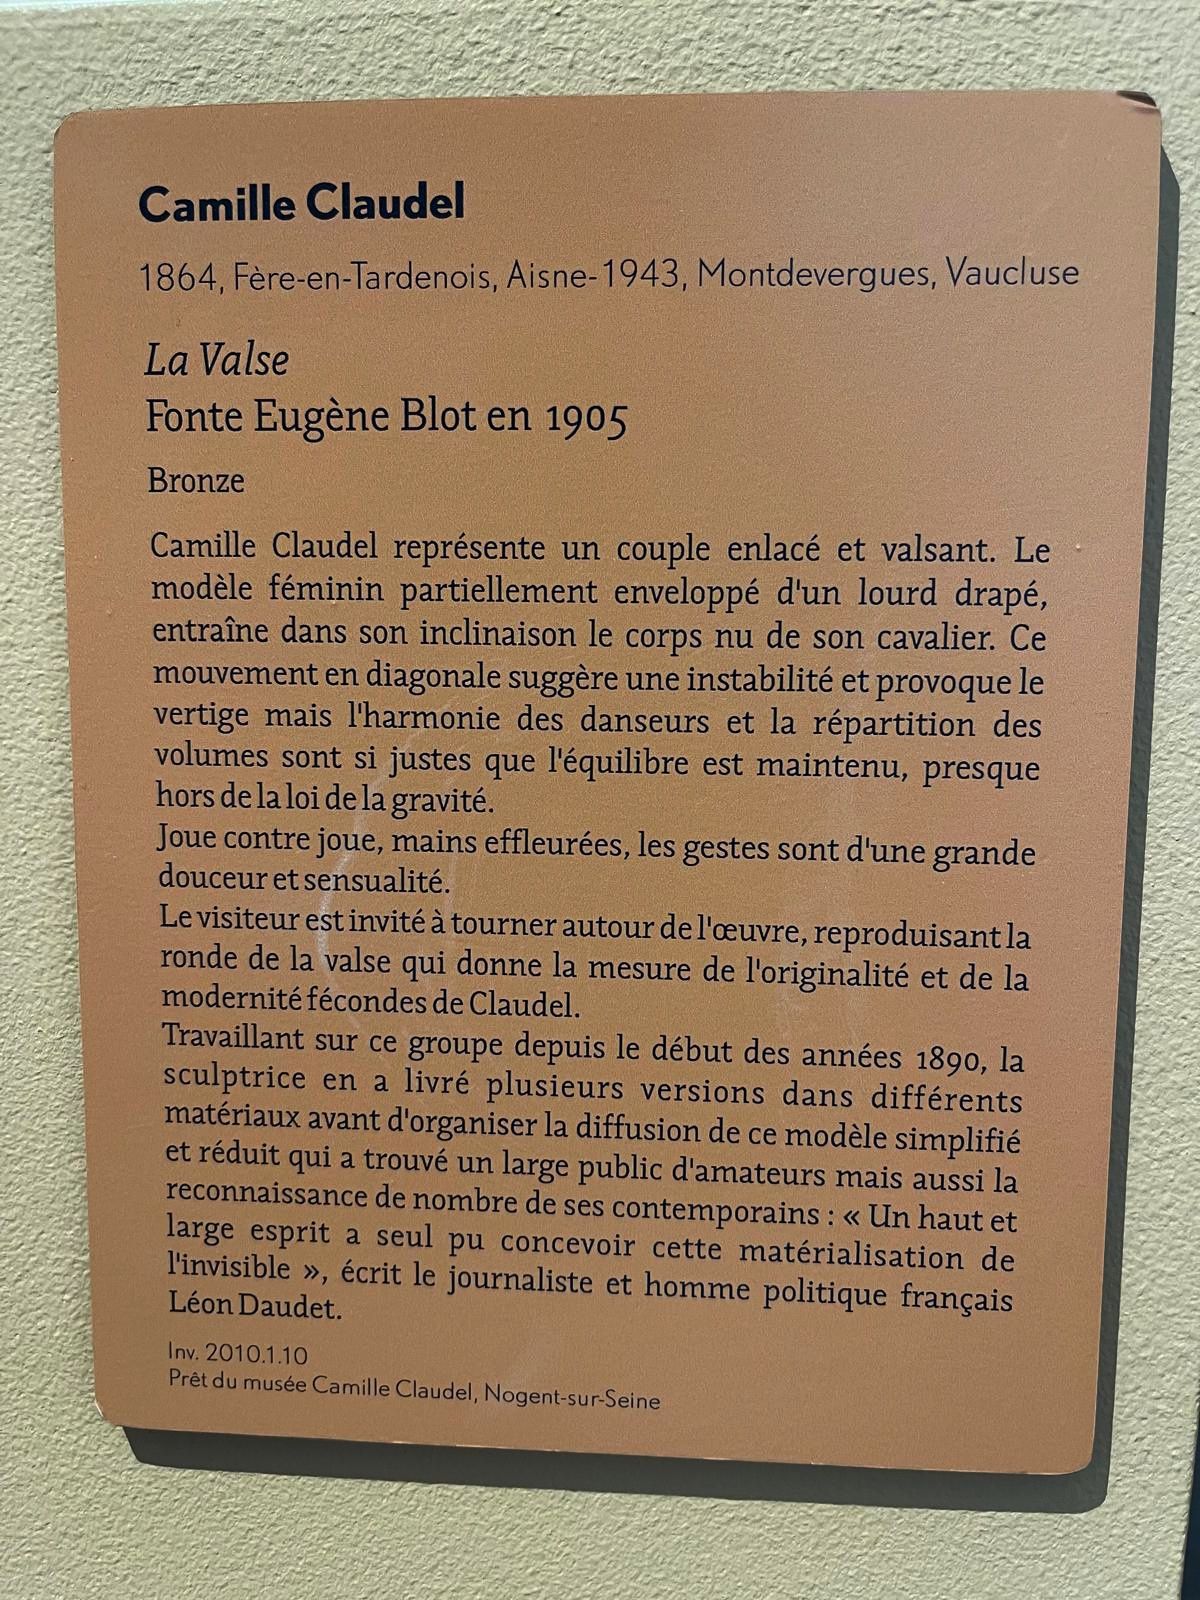 Camille Claudel
1864, Fère-en-Tardenois, Aisne-1943, Montdevergues, Vaucluse
La Valse
Fonte Eugène Blot en 1905
Bronze
Camille Claudel représente un couple enlacé et valsant. Le
modèle féminin partiellement enveloppé d'un lourd drapé,
entraîne dans son inclinaison le corps nu de son cavalier. Ce
mouvement en diagonale suggère une instabilité et provoque le
vertige mais l'harmonie des danseurs et la répartition des
volumes sont si justes que l'équilibre est maintenu, presque
hors de la loi de la gravité.
Joue contre joue, mains effleurées, les gestes sont d'une grande
douceur et sensualité.
Le visiteur est invité à tourner autour de l'œuvre, reproduisant la
ronde de la valse qui donne la mesure de l'originalité et de la
modernité fécondes de Claudel.
Travaillant sur ce groupe depuis le début des années 1890, la
sculptrice en a livré plusieurs versions dans différents
matériaux avant d'organiser la diffusion de ce modèle simplifié
et réduit qui a trouvé un large public d'amateurs mais aussi la
reconnaissance de nombre de ses contemporains : « Un haut et
large esprit a seul pu concevoir cette matérialisation de
l'invisible », écrit le journaliste et homme politique français
Léon Daudet.
Inv. 2010.1.10
Prêt du musée Camille Claudel, Nogent-sur-Seine